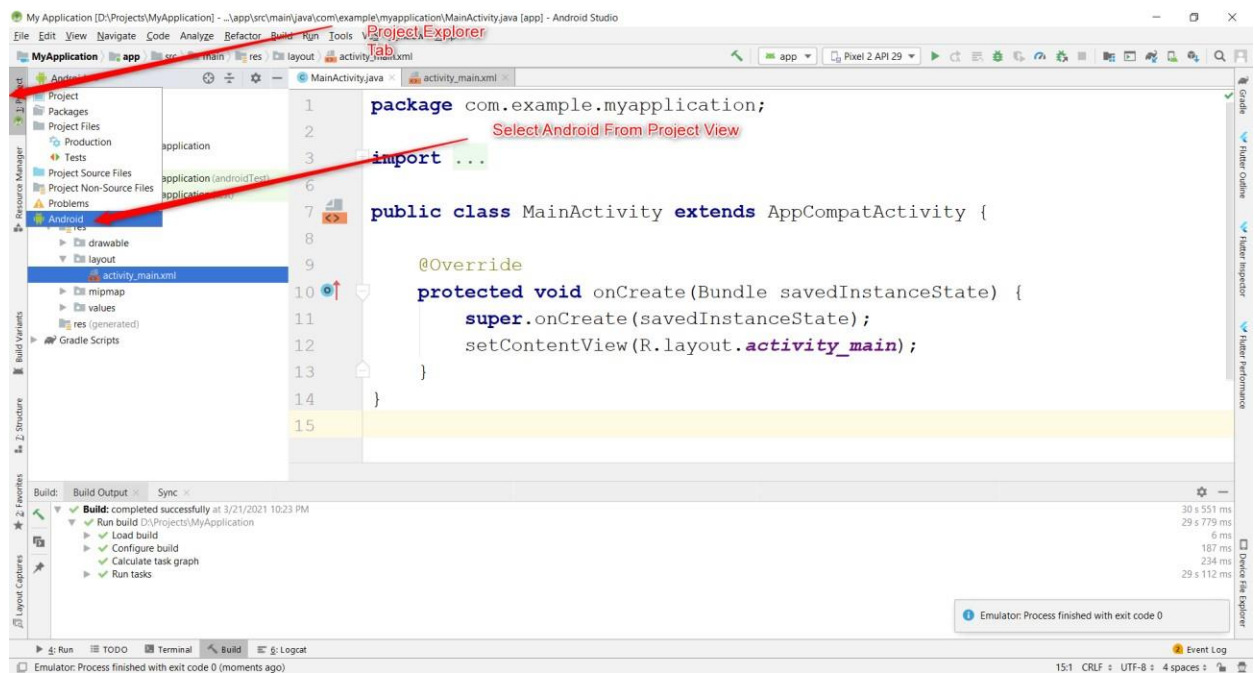 My Application [D:\Projects\MyApplication] - ...\app\src\main\java\com\example\myapplication\MainActivity.java [app] - Android Studio
File Edit View Navigate Code Analyze Refactor Build Run Tools
Project Explorer
Tab
MyApplication app src main res layout activity_main.xml
app Pixel 2 API 29
1: Project
Resource Manager
Build Variants
Z: Structure
2: Favorites
Layout Captures
Android
Project
Packages
Project Files
Production
Tests
Project Source Files
Project Non-Source Files
Problems
Android
application
application (androidTest)
application
res
drawable
layout
activity_main.xml
mipmap
values
res (generated)
Gradle Scripts
MainActivity.java activity_main.xml
Select Android From Project View
1 package com.example.myapplication;
2
3 import ...
6
7 public class MainActivity extends AppCompatActivity {
8
9 @Override
10 protected void onCreate(Bundle savedInstanceState) {
11 super.onCreate(savedInstanceState);
12 setContentView(R.layout.activity_main);
13 }
14 }
15
Gradle
Flutter Outline
Flutter Inspector
Flutter Performance
Device File Explorer
Build: Build Output Sync
Build: completed successfully at 3/21/2021 10:23 PM 30 s 551 ms
Run build D:\Projects\MyApplication 29 s 779 ms
Load build 6 ms
Configure build 187 ms
Calculate task graph 234 ms
Run tasks 29 s 112 ms
Emulator: Process finished with exit code 0
4: Run TODO Terminal Build 6: Logcat 2 Event Log
Emulator: Process finished with exit code 0 (moments ago) 15:1 CRLF UTF-8 4 spaces